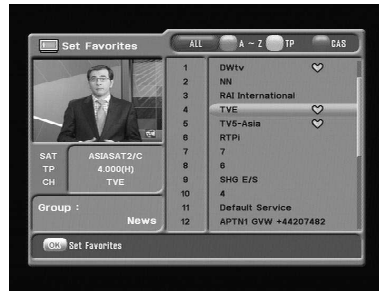 Set Favorites
ALL A ~ Z TP CAS
1 DWtv
2 NN
3 RAI International
4 TVE
5 TV5-Asia
6 RTPi
7 7
8 6
9 SHG E/S
10 4
11 Default Service
12 APTN1 GVW +44207482
SAT ASIASAT2/C
TP 4.000(H)
CH TVE
Group :
News
OK Set Favorites